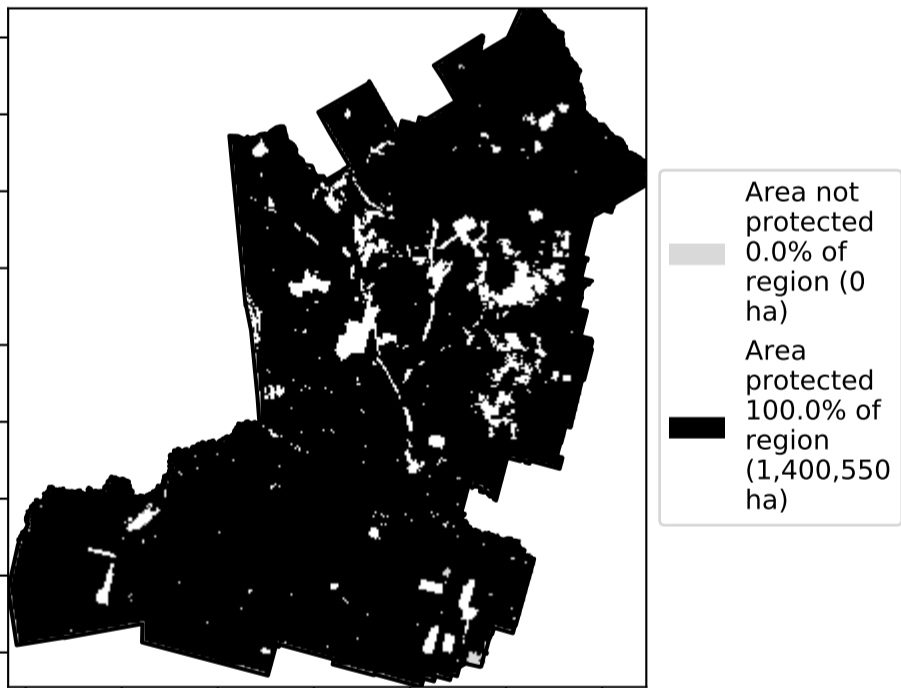 Area not
protected
0.0% of
region (0
ha)
Area
protected
100.0% of
region
(1,400,550
ha)